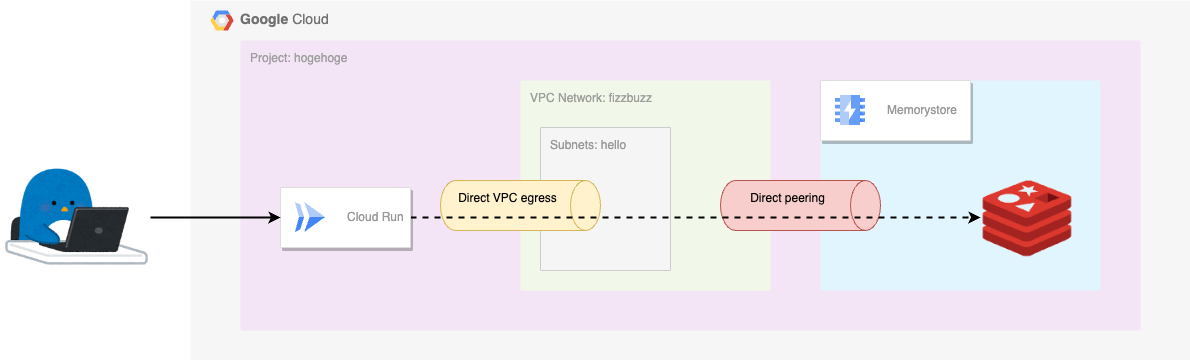 Google Cloud
Project: hogehoge
VPC Network: fizzbuzz
Memorystore
Subnets: hello
Direct VPC egress
Direct peering
Cloud Run